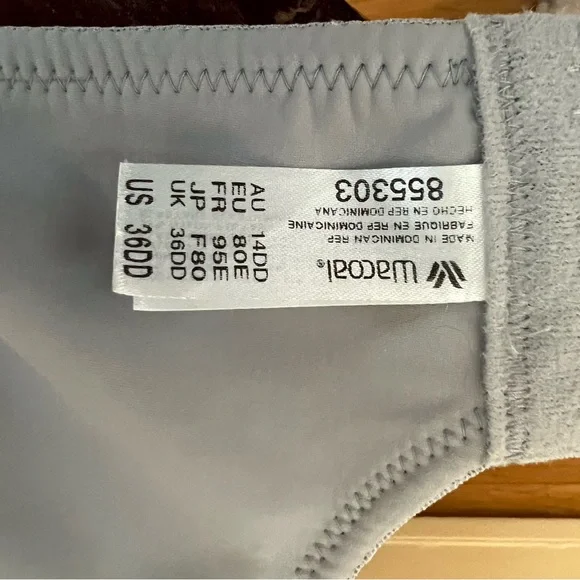 Wacoal®
MADE IN DOMINICAN REP.
FABRIQUE EN REP DOMINICAINE
HECHO EN REP DOMINICANA
855303
AU 14DD
EU 80E
FR 95E
JP F80
UK 36DD
US 36DD